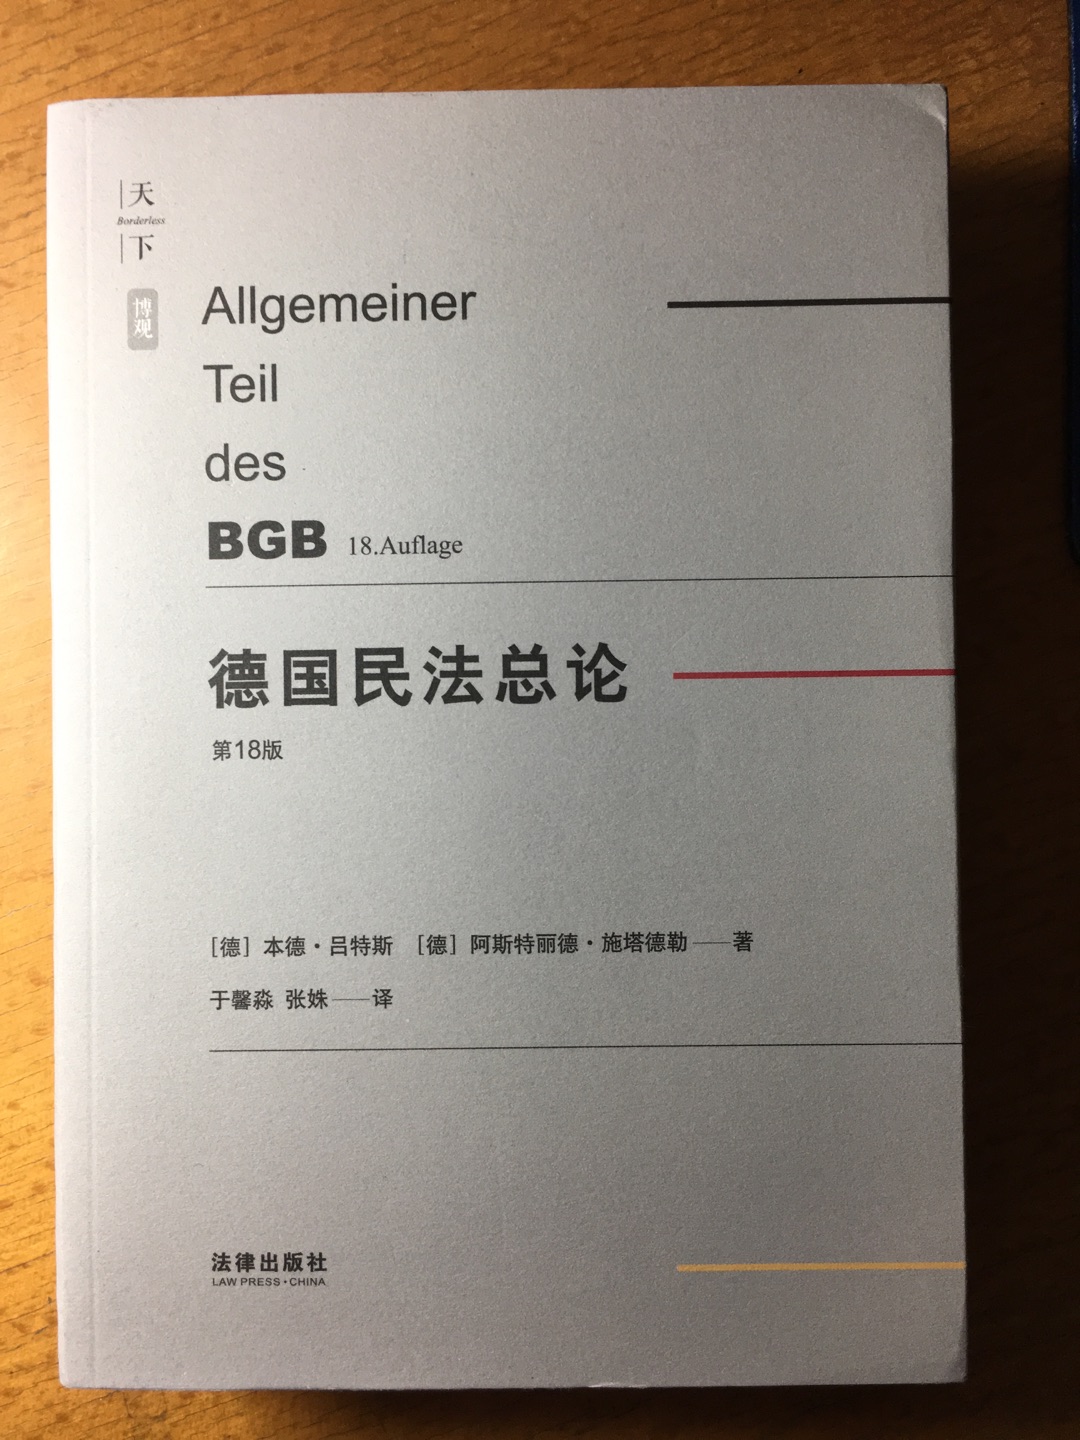 天
Borderless
下
博观
Allgemeiner
Teil
des
BGB 18.Auflage
德国民法总论
第18版
[德] 本德·吕特斯 [德] 阿斯特丽德·施塔德勒——著
于馨淼 张姝——译
法律出版社
LAW PRESS·CHINA